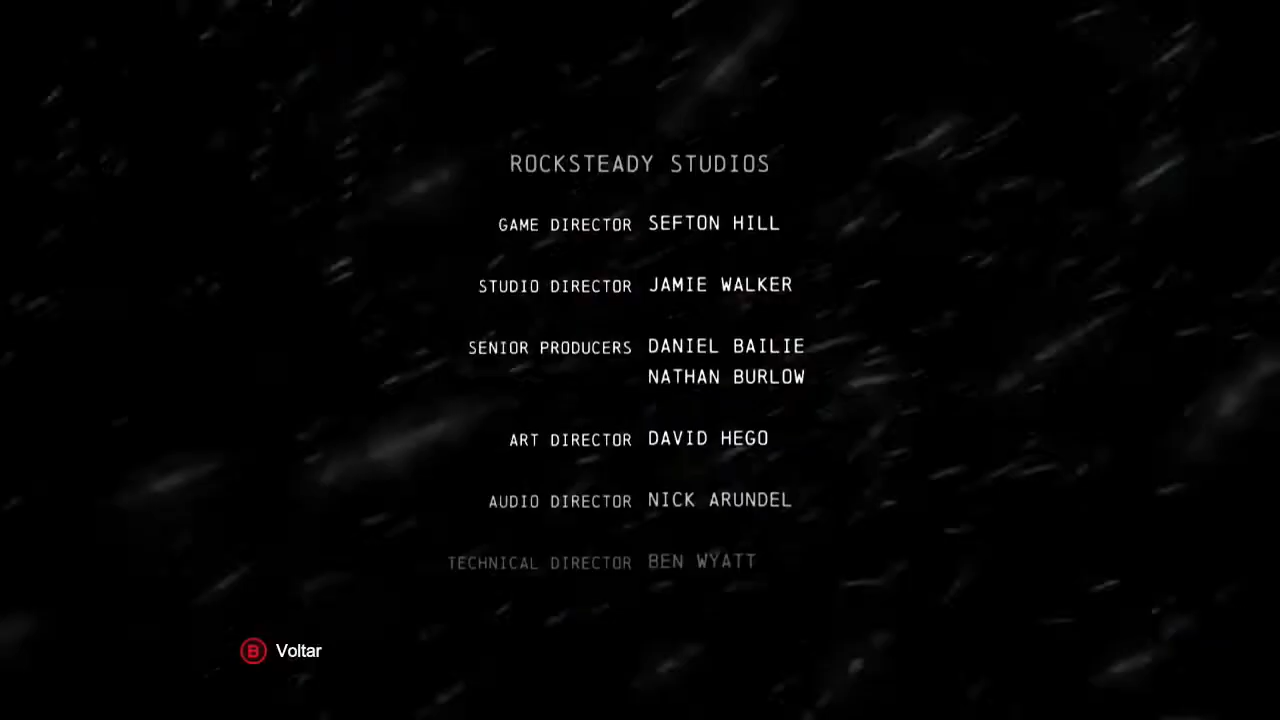 ROCKSTEADY STUDIOS
GAME DIRECTOR SEFTON HILL
STUDIO DIRECTOR JAMIE WALKER
SENIOR PRODUCERS DANIEL BAILIE
NATHAN BURLOW
ART DIRECTOR DAVID HEGO
AUDIO DIRECTOR NICK ARUNDEL
TECHNICAL DIRECTOR BEN WYATT
B Voltar